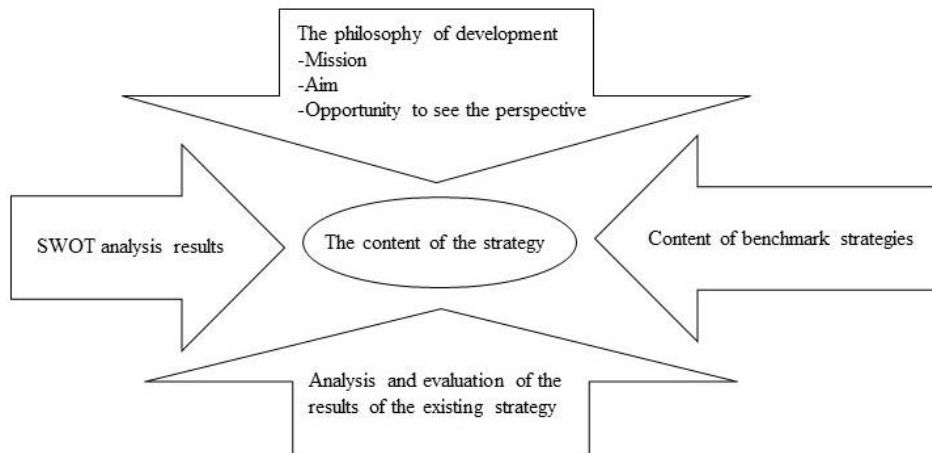 The philosophy of development
-Mission
-Aim
-Opportunity to see the perspective
SWOT analysis results
The content of the strategy
Content of benchmark strategies
Analysis and evaluation of the
results of the existing strategy